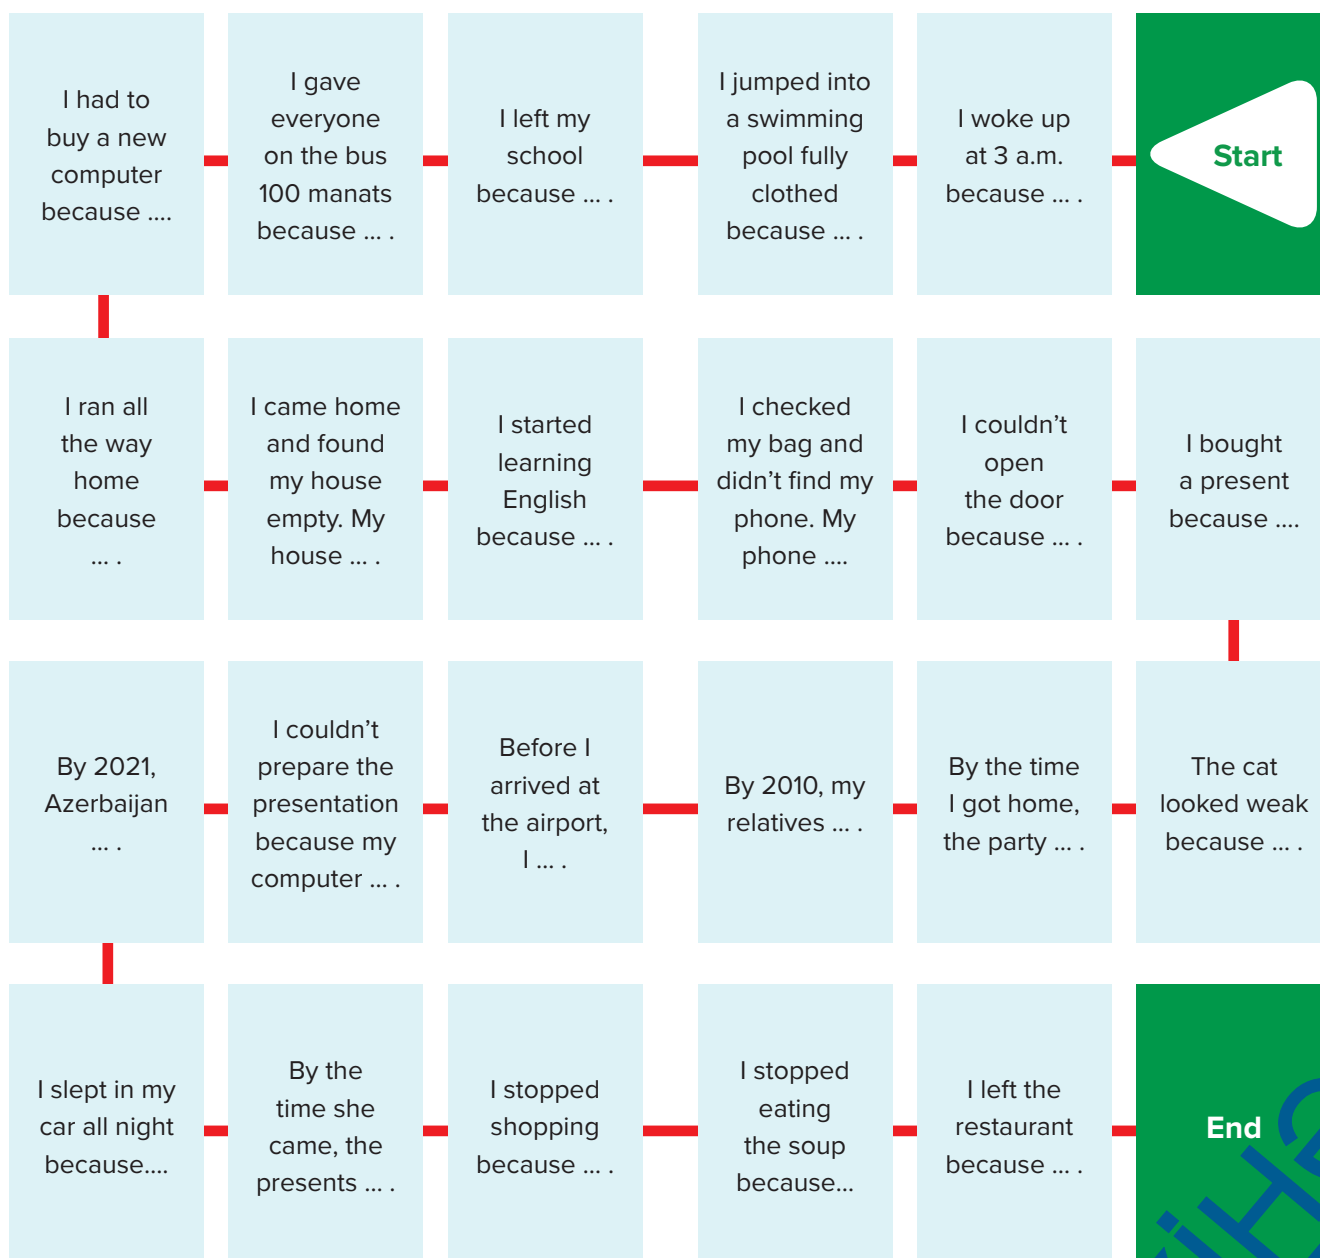 I had to
buy a new
computer
because ....
I gave
everyone
on the bus
100 manats
because ... .
I left my
school
because ... .
I jumped into
a swimming
pool fully
clothed
because ... .
I woke up
at 3 a.m.
because ... .
Start
I ran all
the way
home
because
... .
I came home
and found
my house
empty. My
house ... .
I started
learning
English
because ... .
I checked
my bag and
didn’t find my
phone. My
phone ....
I couldn’t
open
the door
because ... .
I bought
a present
because ....
By 2021,
Azerbaijan
... .
I couldn’t
prepare the
presentation
because my
computer ... .
Before I
arrived at
the airport,
I ... .
By 2010, my
relatives ... .
By the time
I got home,
the party ... .
The cat
looked weak
because ... .
I slept in my
car all night
because....
By the
time she
came, the
presents ... .
I stopped
shopping
because ... .
I stopped
eating
the soup
because...
I left the
restaurant
because ... .
End